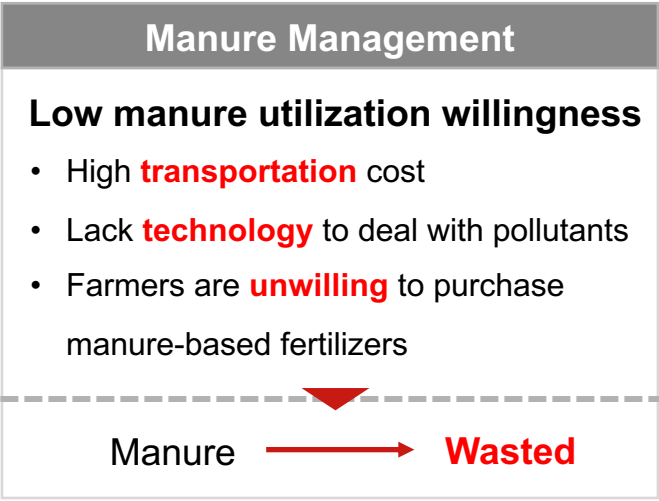 Manure Management
Low manure utilization willingness
• High transportation cost
• Lack technology to deal with pollutants
• Farmers are unwilling to purchase
manure-based fertilizers
Manure Wasted